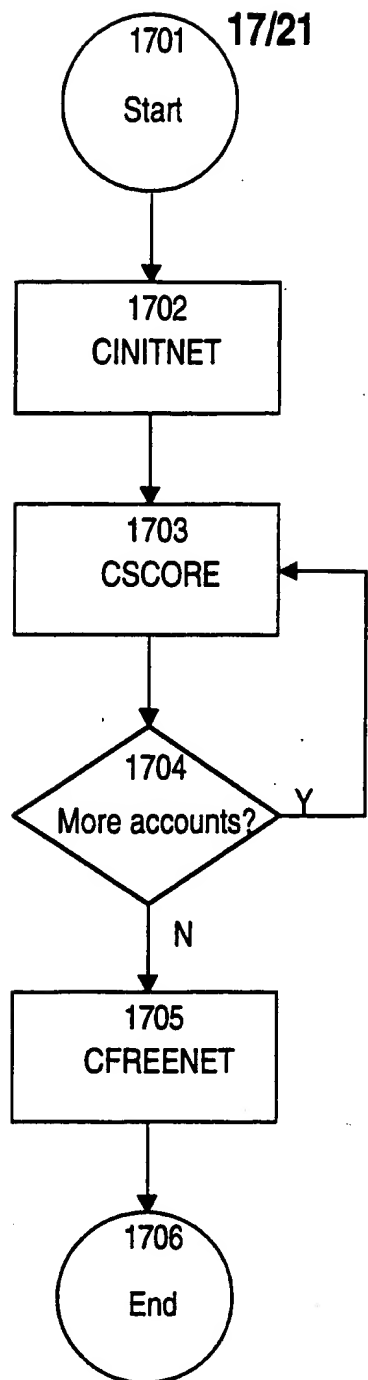 17/21
1701
Start
1702
CINITNET
1703
CSCORE
1704
More accounts?
Y
N
1705
CFREENET
1706
End